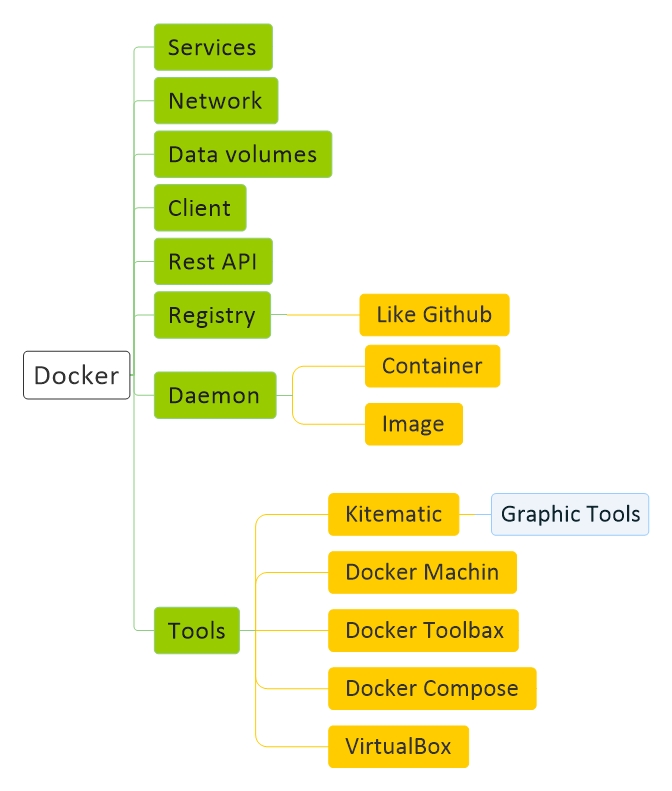 Services
Network
Data volumes
Client
Rest API
Registry
Like Github
Docker
Daemon
Container
Image
Kitematic
Graphic Tools
Docker Machin
Tools
Docker Toolbax
Docker Compose
VirtualBox